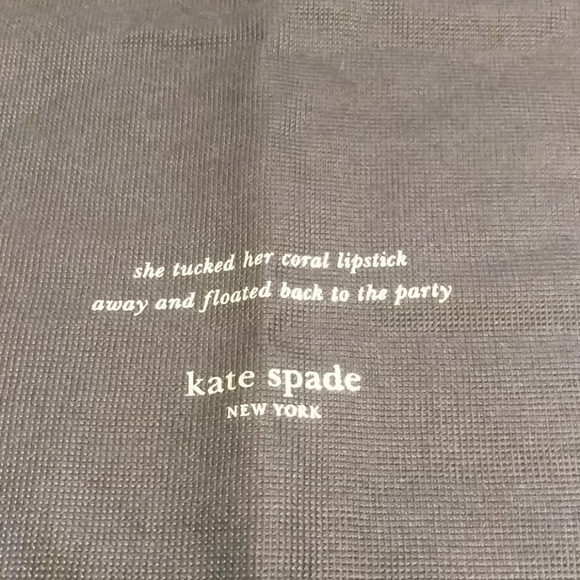 she tucked her coral lipstick
away and floated back to the party
kate spade
NEW YORK